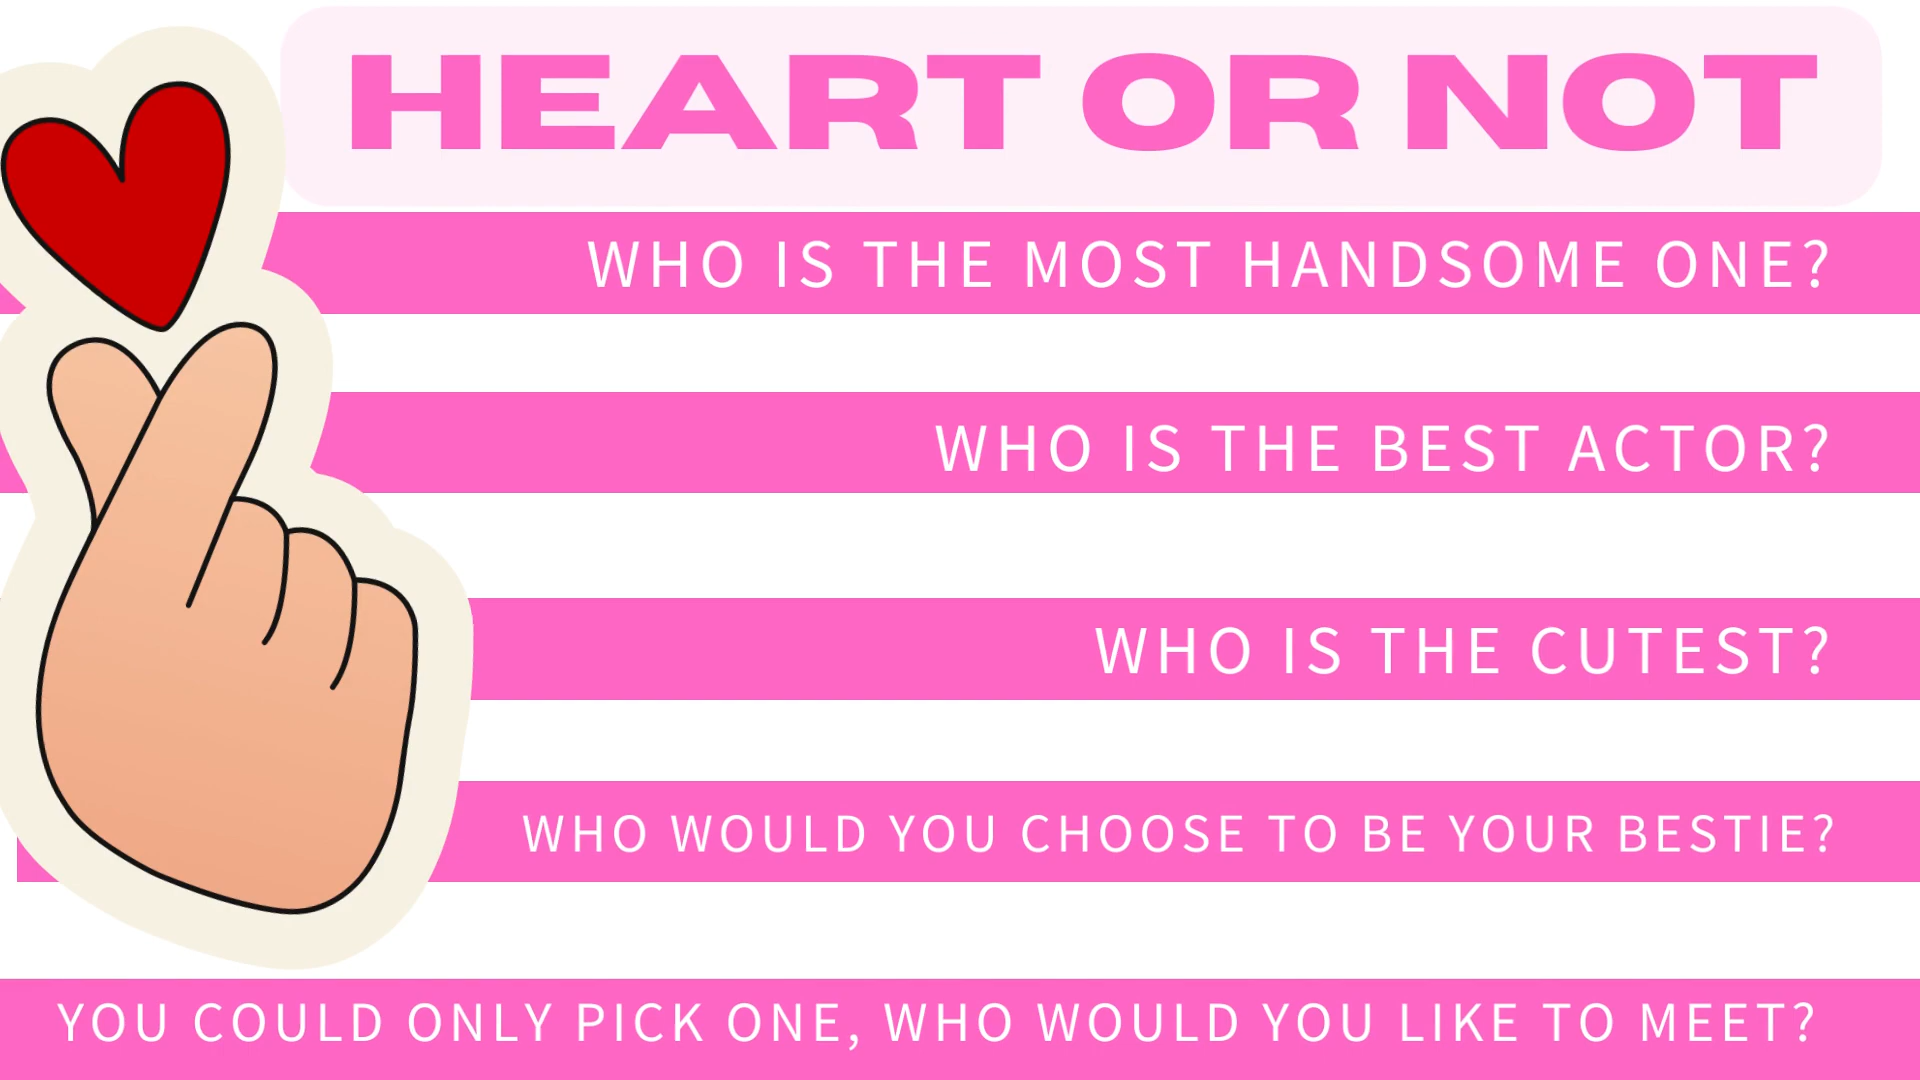 HEART OR NOT
WHO IS THE MOST HANDSOME ONE?
WHO IS THE BEST ACTOR?
WHO IS THE CUTEST?
WHO WOULD YOU CHOOSE TO BE YOUR BESTIE?
YOU COULD ONLY PICK ONE, WHO WOULD YOU LIKE TO MEET?